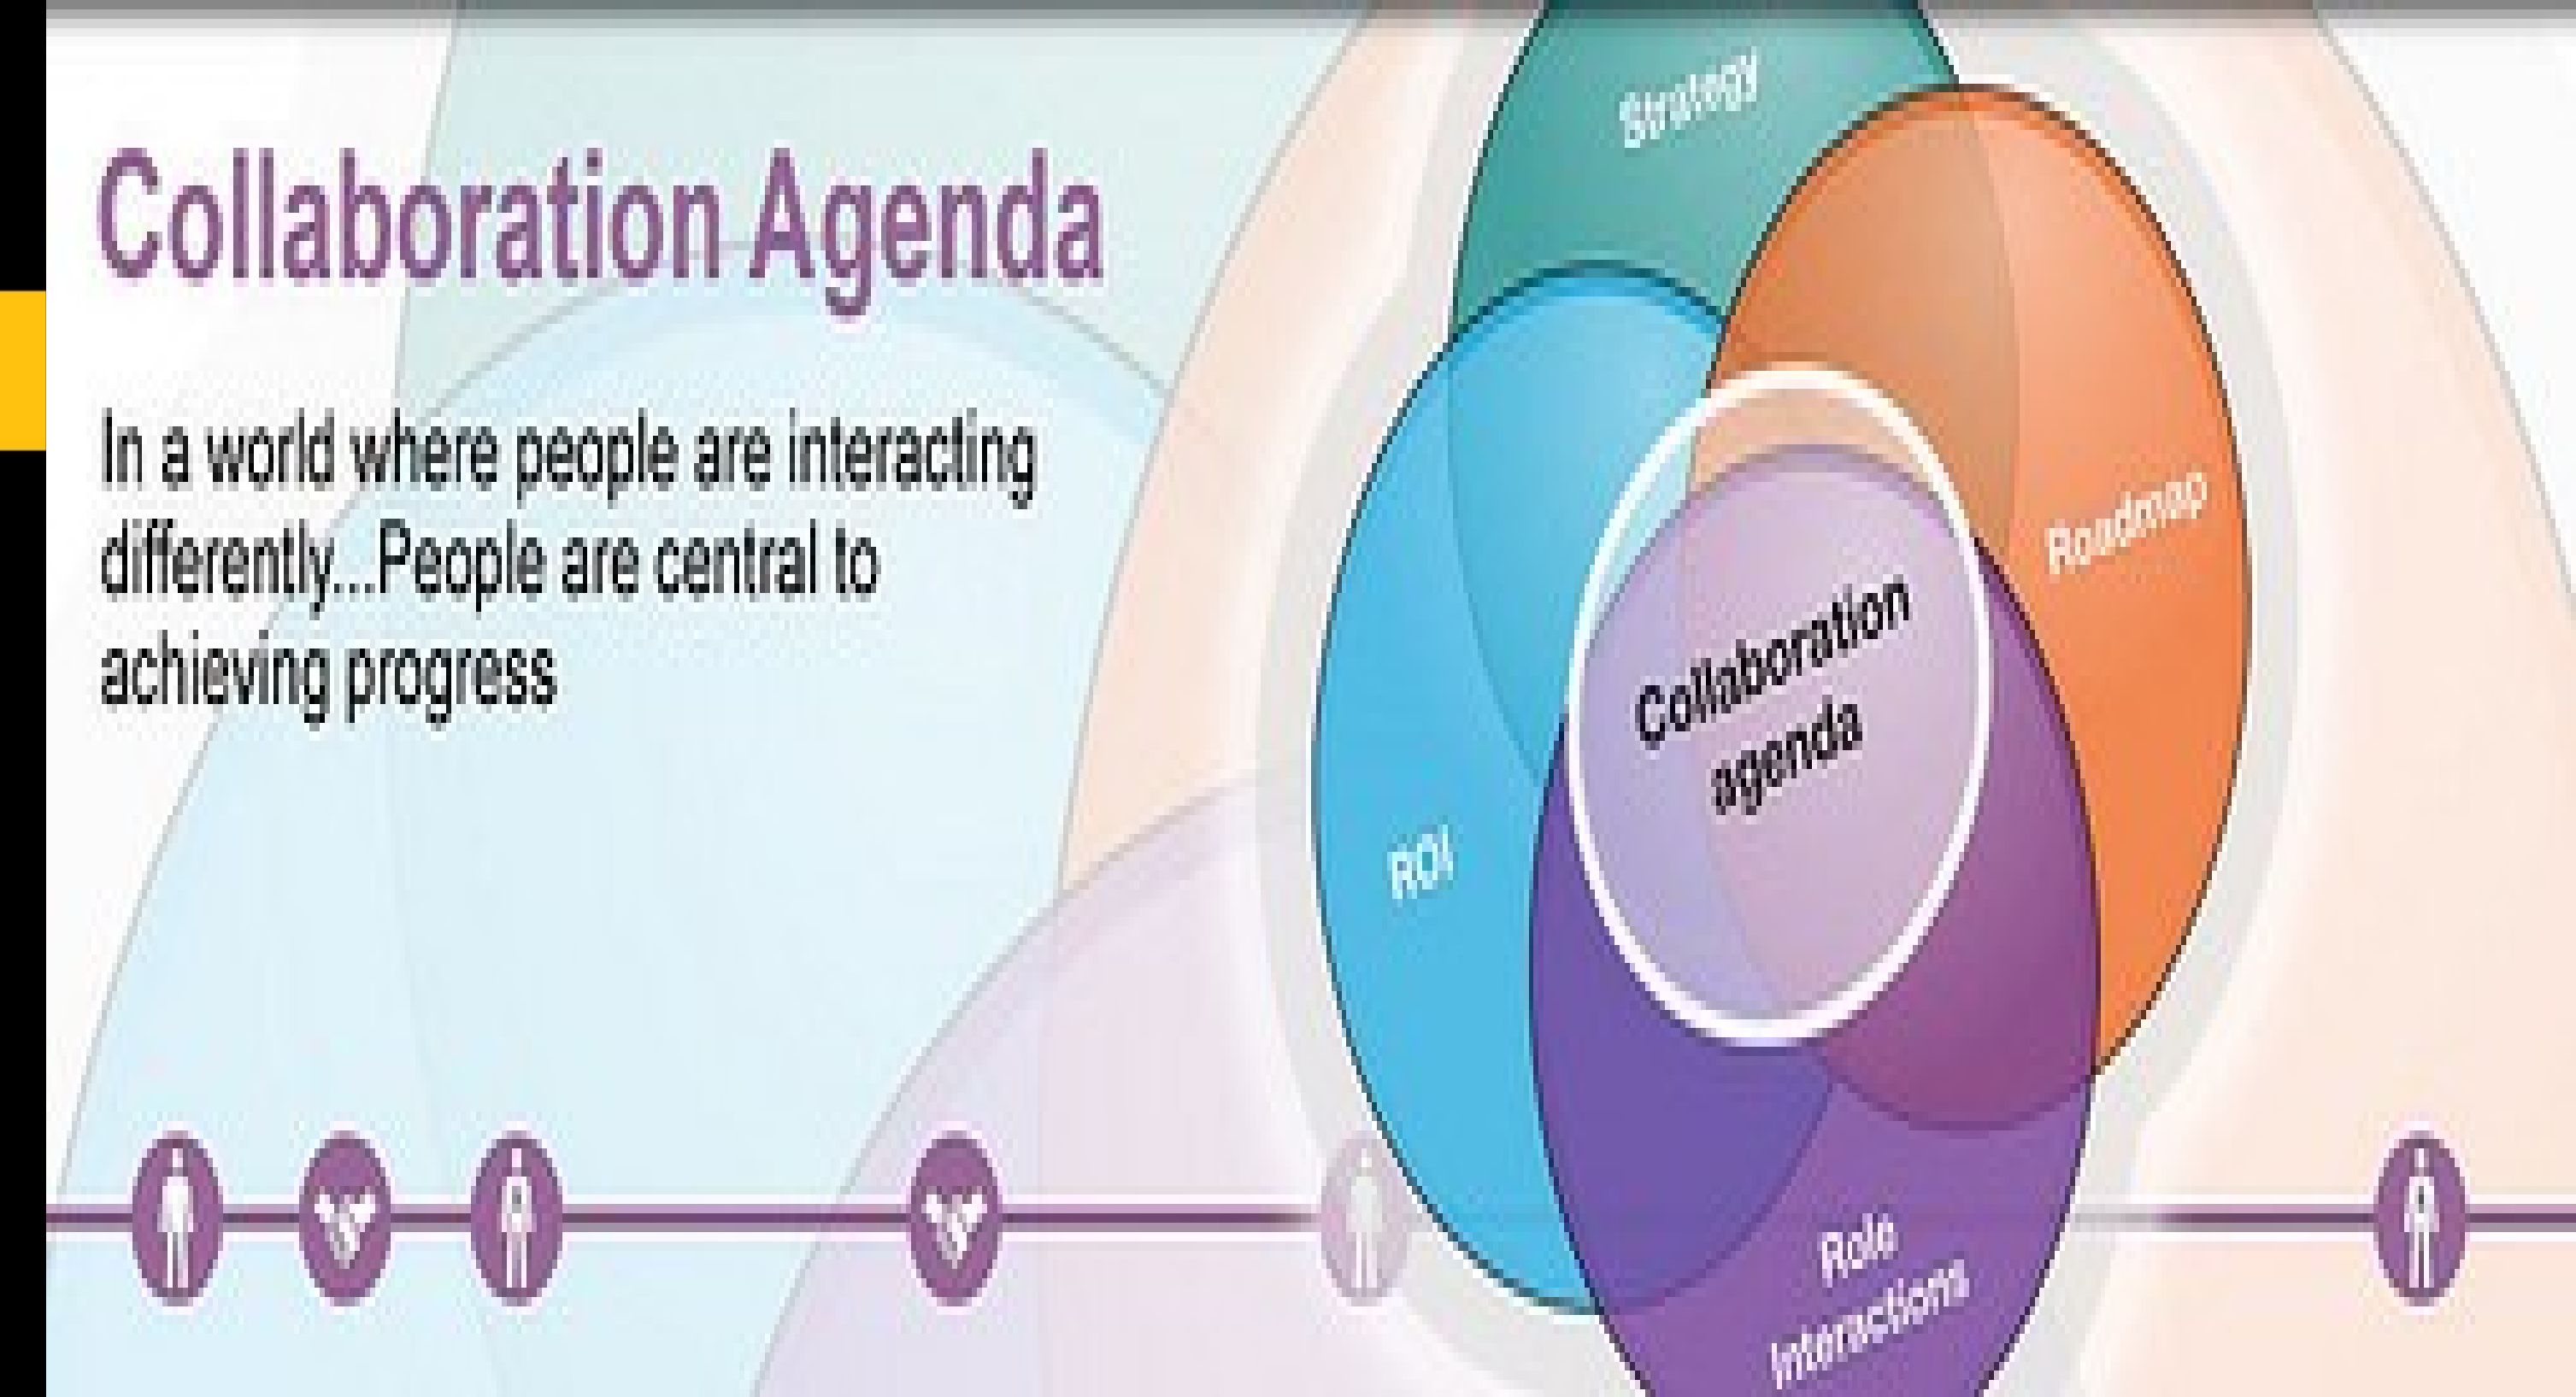 Collaboration Agenda
In a world where people are interacting
differently...People are central to
achieving progress
Strategy
Roadmap
Collaboration
agenda
ROI
Role
Interactions